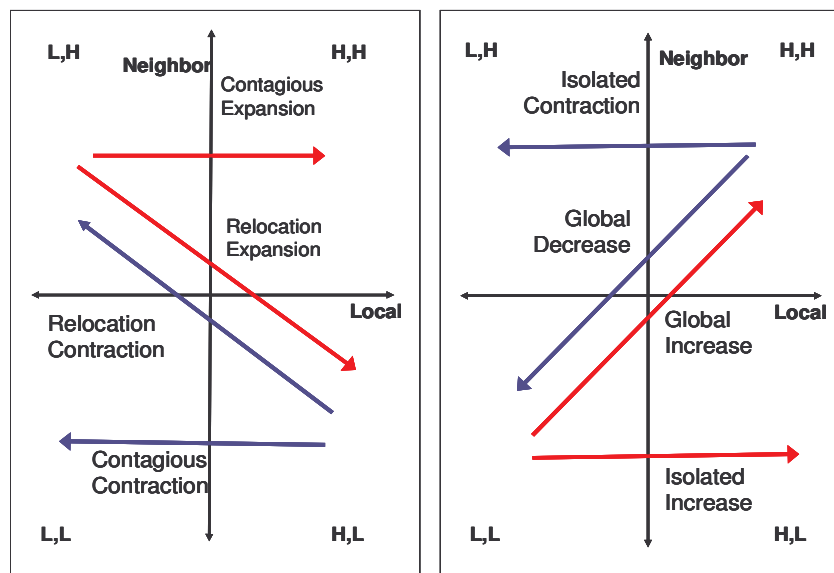 L,H
H,H
Neighbor
Contagious
Expansion
Relocation
Expansion
Local
Relocation
Contraction
Contagious
Contraction
L,L
H,L
L,H
H,H
Neighbor
Isolated
Contraction
Global
Decrease
Local
Global
Increase
Isolated
Increase
L,L
H,L